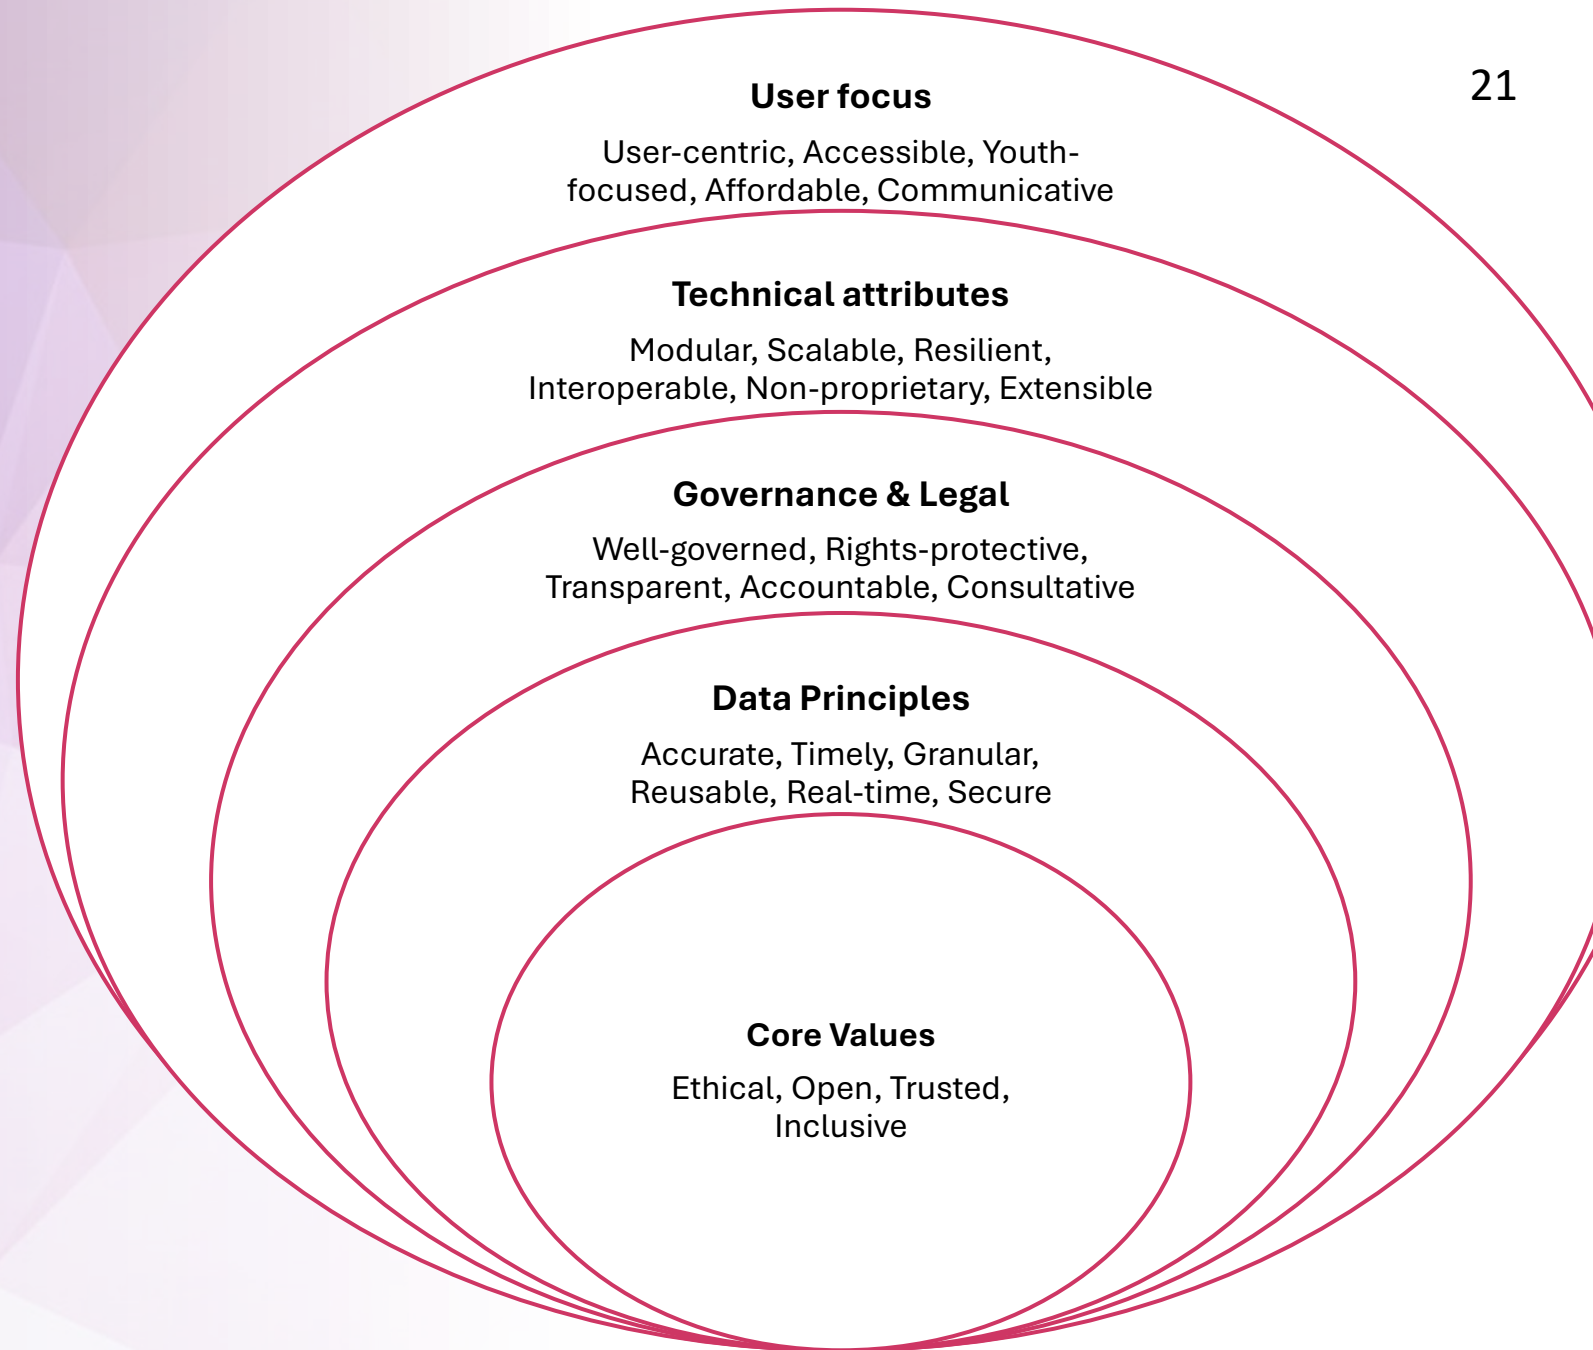 21
User focus
User-centric, Accessible, Youth-
focused, Affordable, Communicative
Technical attributes
Modular, Scalable, Resilient,
Interoperable, Non-proprietary, Extensible
Governance & Legal
Well-governed, Rights-protective,
Transparent, Accountable, Consultative
Data Principles
Accurate, Timely, Granular,
Reusable, Real-time, Secure
Core Values
Ethical, Open, Trusted,
Inclusive